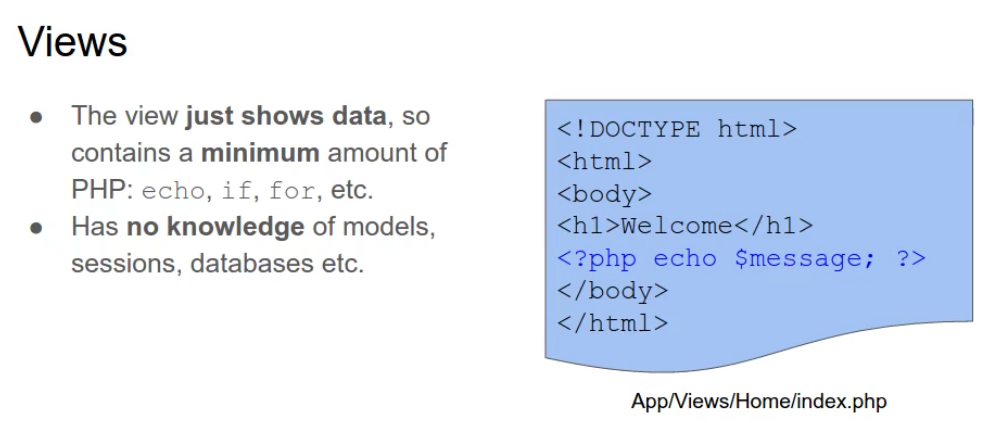 Views
● The view just shows data, so
contains a minimum amount of
PHP: echo, if, for, etc.
● Has no knowledge of models,
sessions, databases etc.
<!DOCTYPE html>
<html>
<body>
<h1>Welcome</h1>
<?php echo $message; ?>
</body>
</html>
App/Views/Home/index.php